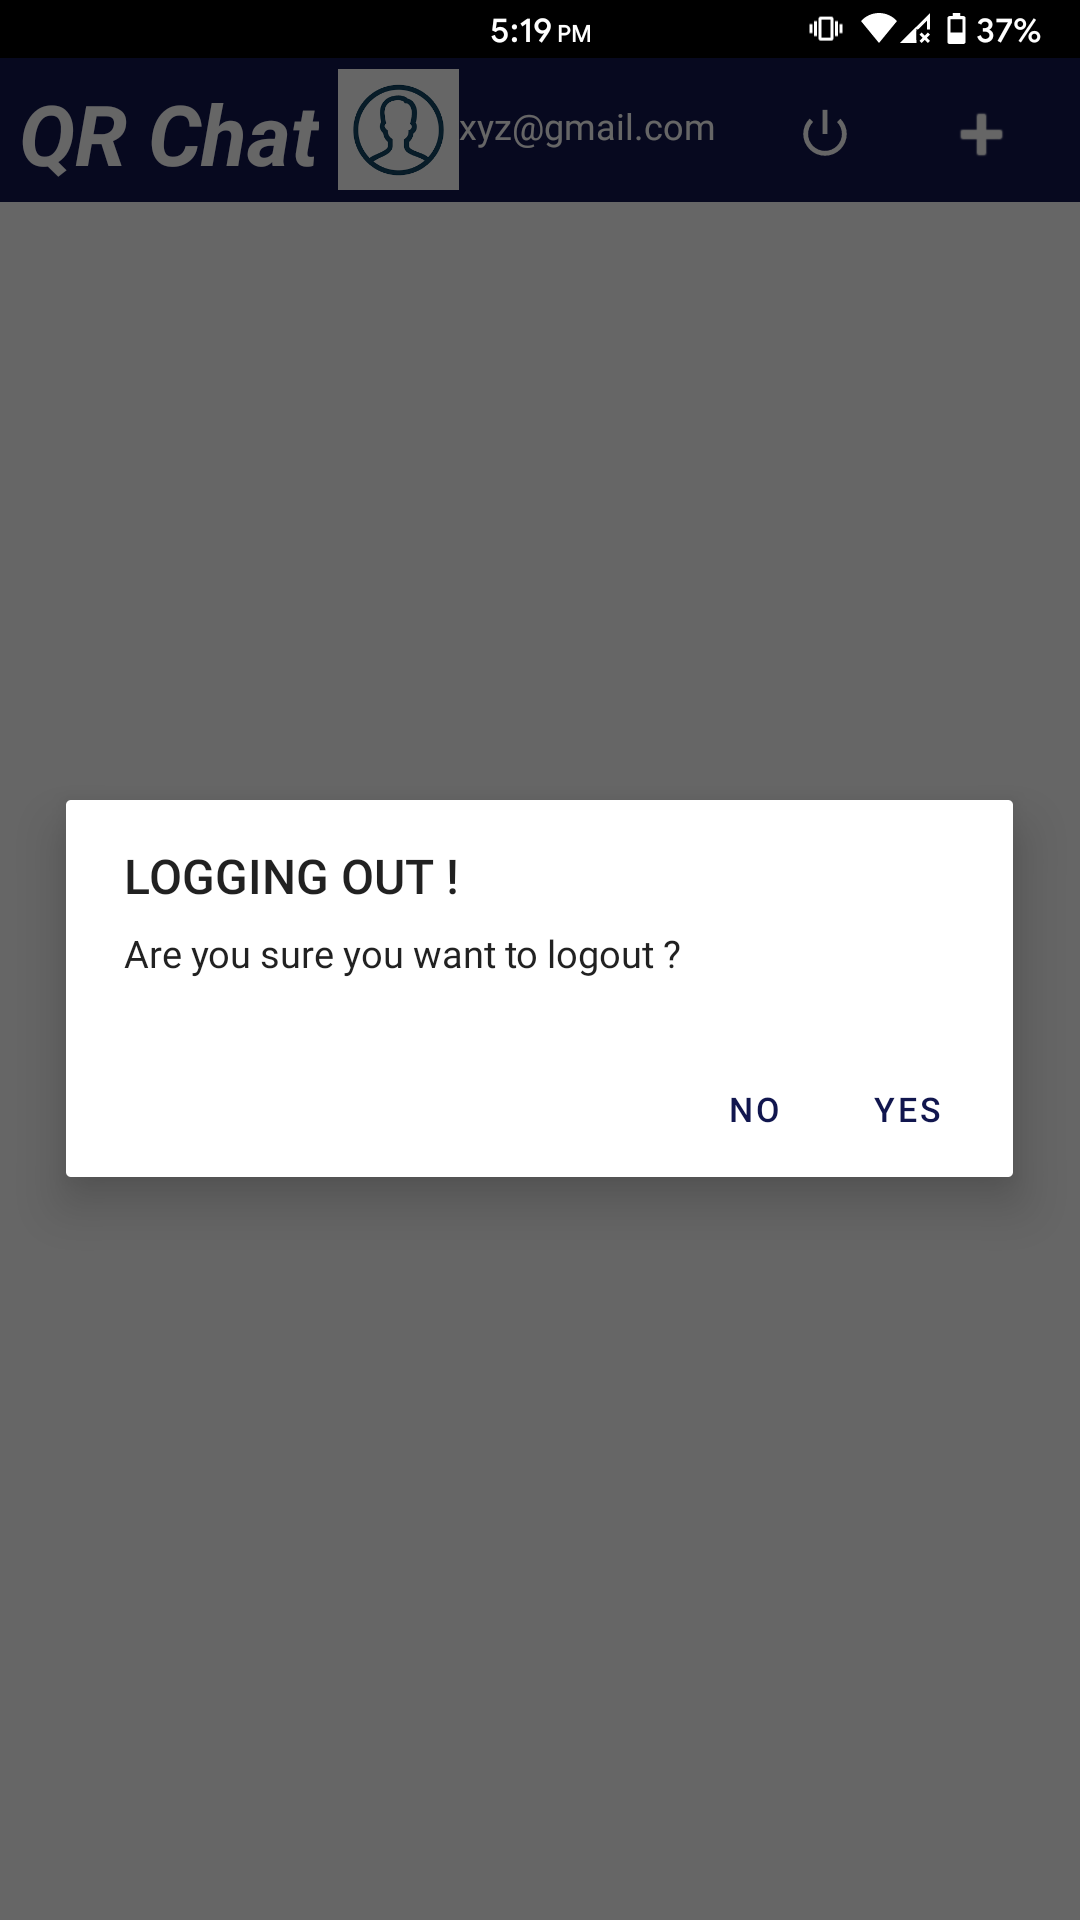 5:19 PM 37%
QR Chat xyz@gmail.com
LOGGING OUT !
Are you sure you want to logout ?
NO YES